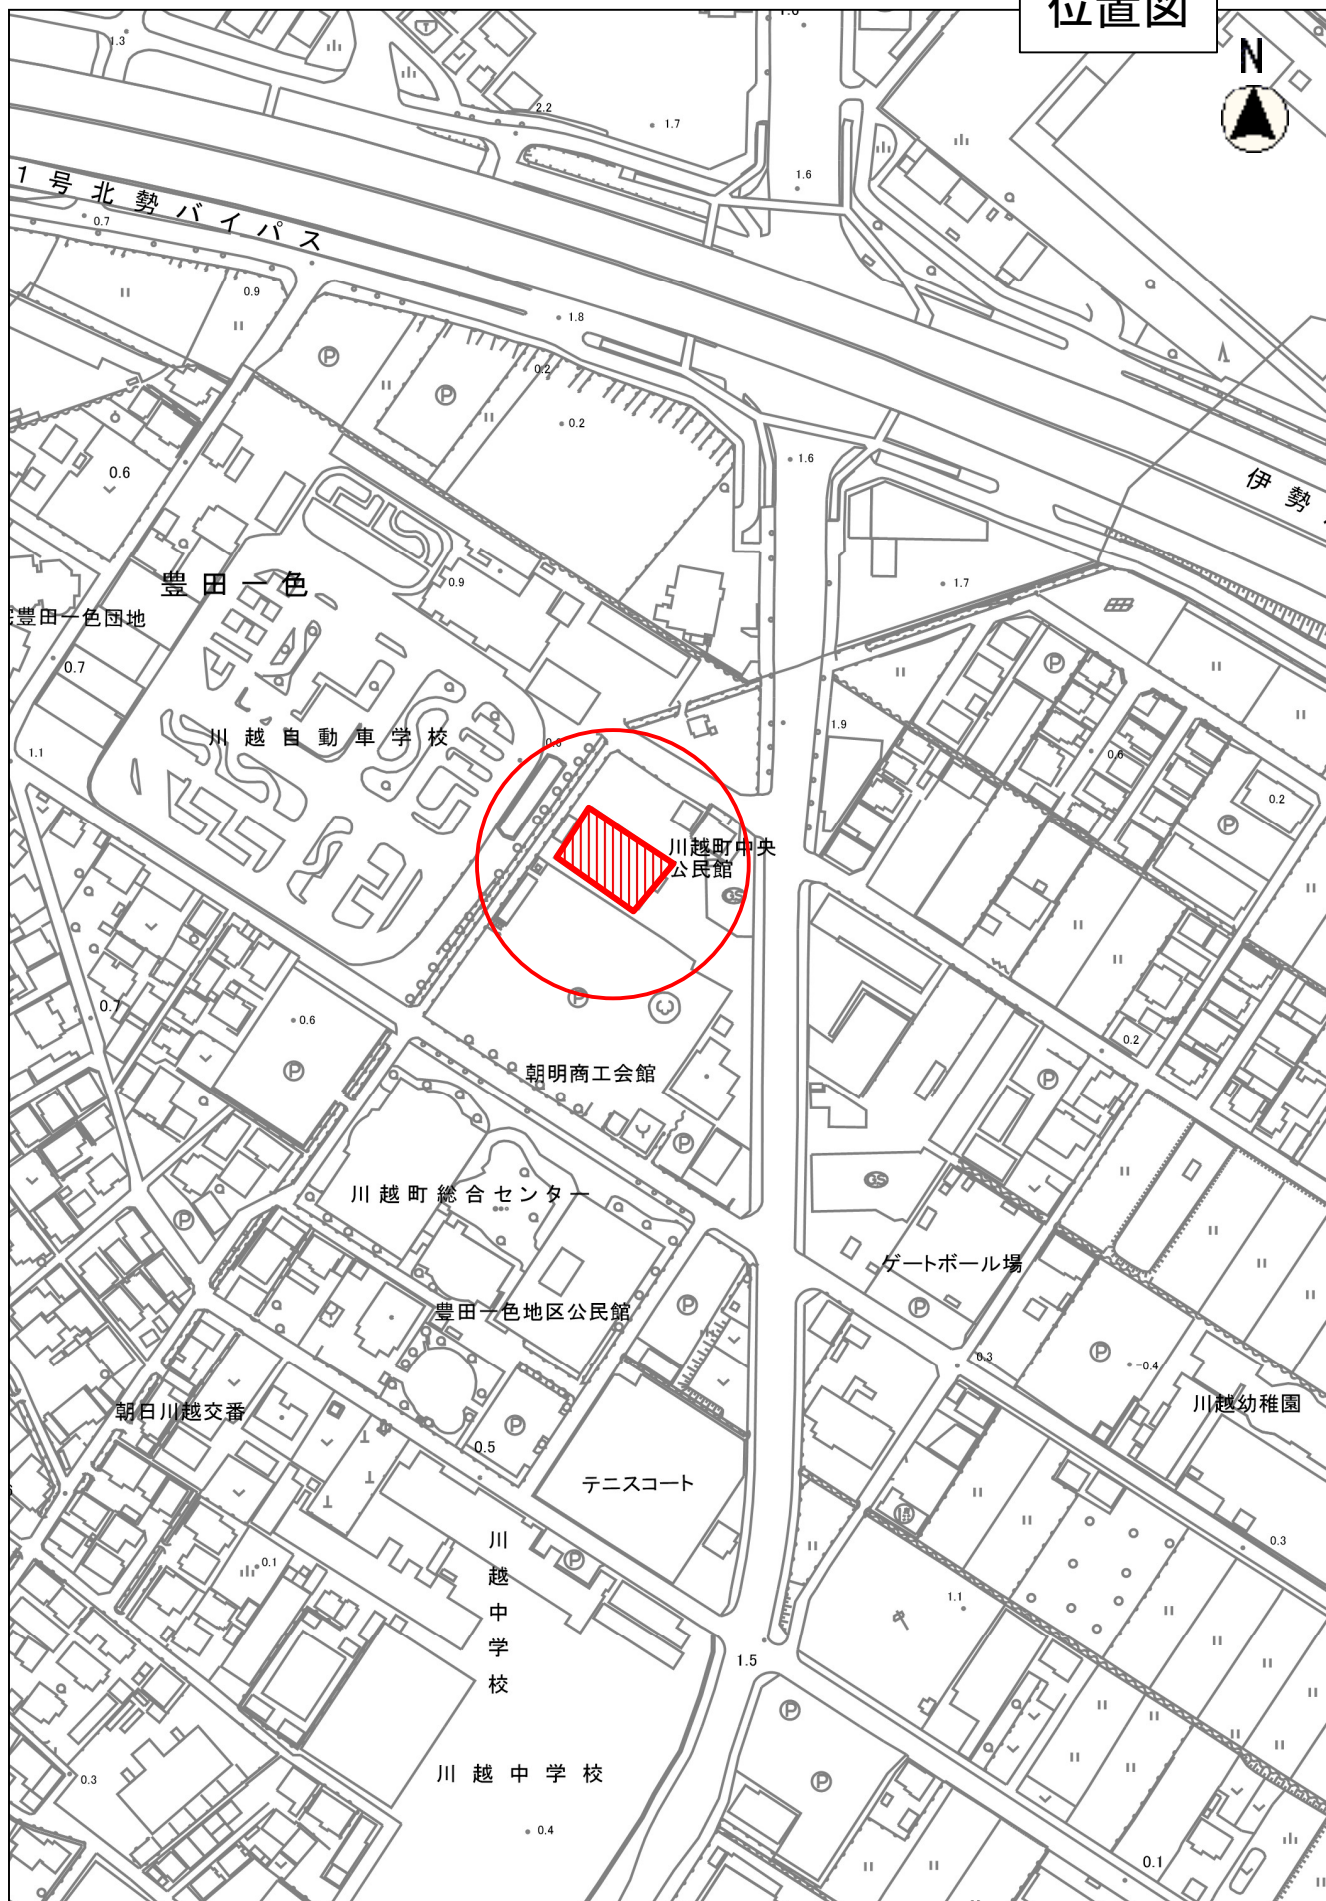 位置図
1.0
N
1.3
2.2
1.7
1.6
1号北勢バイパス
0.7
0.9
1.8
0.2
0.2
1.6
伊勢
0.6
豊田一色
0.9
1.7
豊田一色団地
0.7
川越自動車学校
1.9
0.6
1.1
0.2
川越町中央
公民館
GS
0.7
0.6
0.2
朝明商工会館
川越町総合センター
GS
ゲートボール場
豊田一色地区公民館
0.3
-0.4
川越幼稚園
朝日川越交番
0.5
テニスコート
川越中学校
0.1
0.3
1.1
1.5
川越中学校
0.3
0.4
0.1